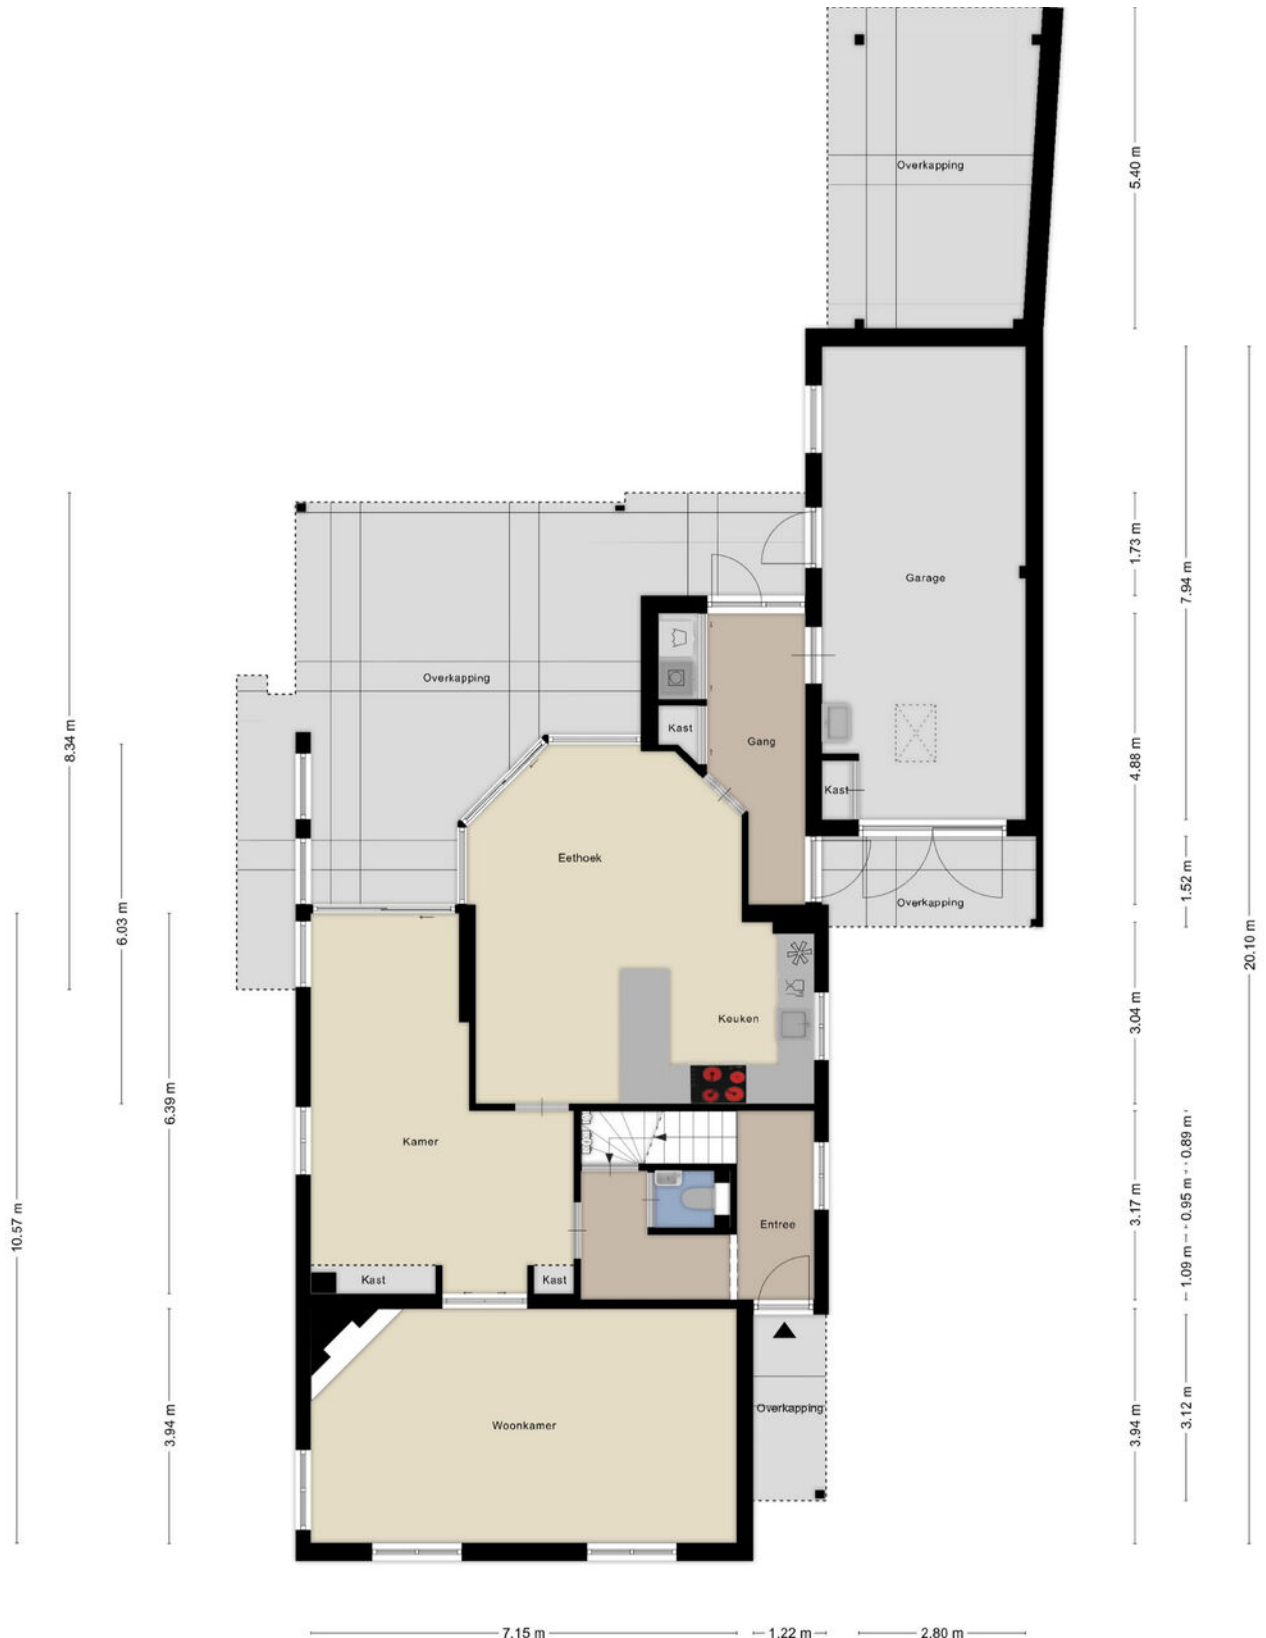 5.40 m
Overkapping
1.73 m
7.94 m
Garage
8.34 m
Overkapping
Kast
Gang
4.88 m
Kast
Eethoek
1.52 m
Overkapping
6.03 m
20.10 m
Keuken
3.04 m
6.39 m
Kamer
0.89 m
0.95 m
1.09 m
3.17 m
10.57 m
Entree
Kast
Kast
3.94 m
Woonkamer
Overkapping
3.94 m
3.12 m
7.15 m
1.22 m
2.80 m